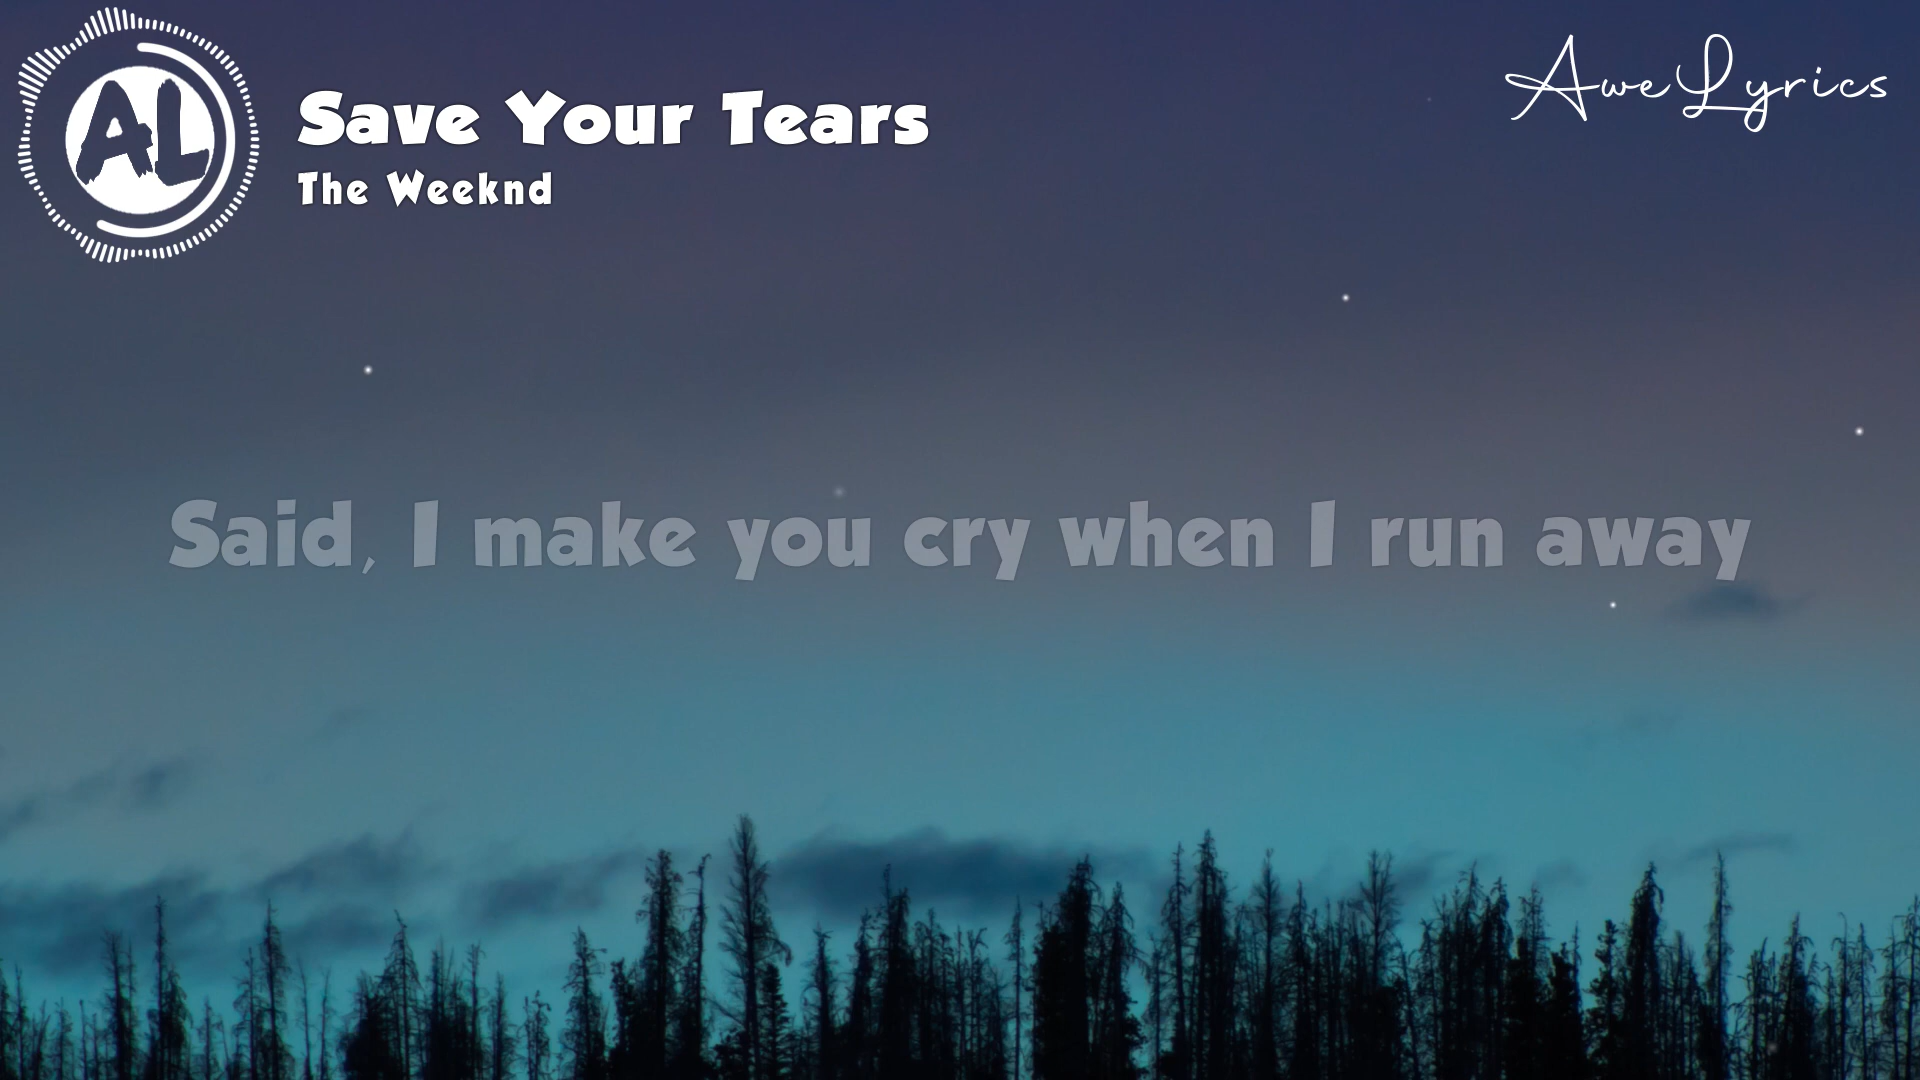 AL
Save Your Tears
The Weeknd
AweLyrics
Said, I make you cry when I run away